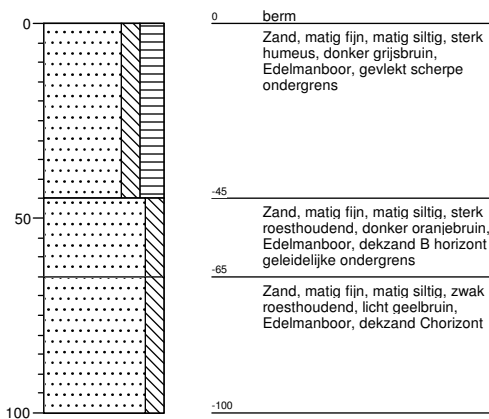 0
0 berm
Zand, matig fijn, matig siltig, sterk
humeus, donker grijsbruin,
Edelmanboor, gevlekt scherpe
ondergrens
-45
50
Zand, matig fijn, matig siltig, sterk
roesthoudend, donker oranjebruin,
Edelmanboor, dekzand B horizont
geleidelijke ondergrens
-65
Zand, matig fijn, matig siltig, zwak
roesthoudend, licht geelbruin,
Edelmanboor, dekzand Chorizont
100
-100